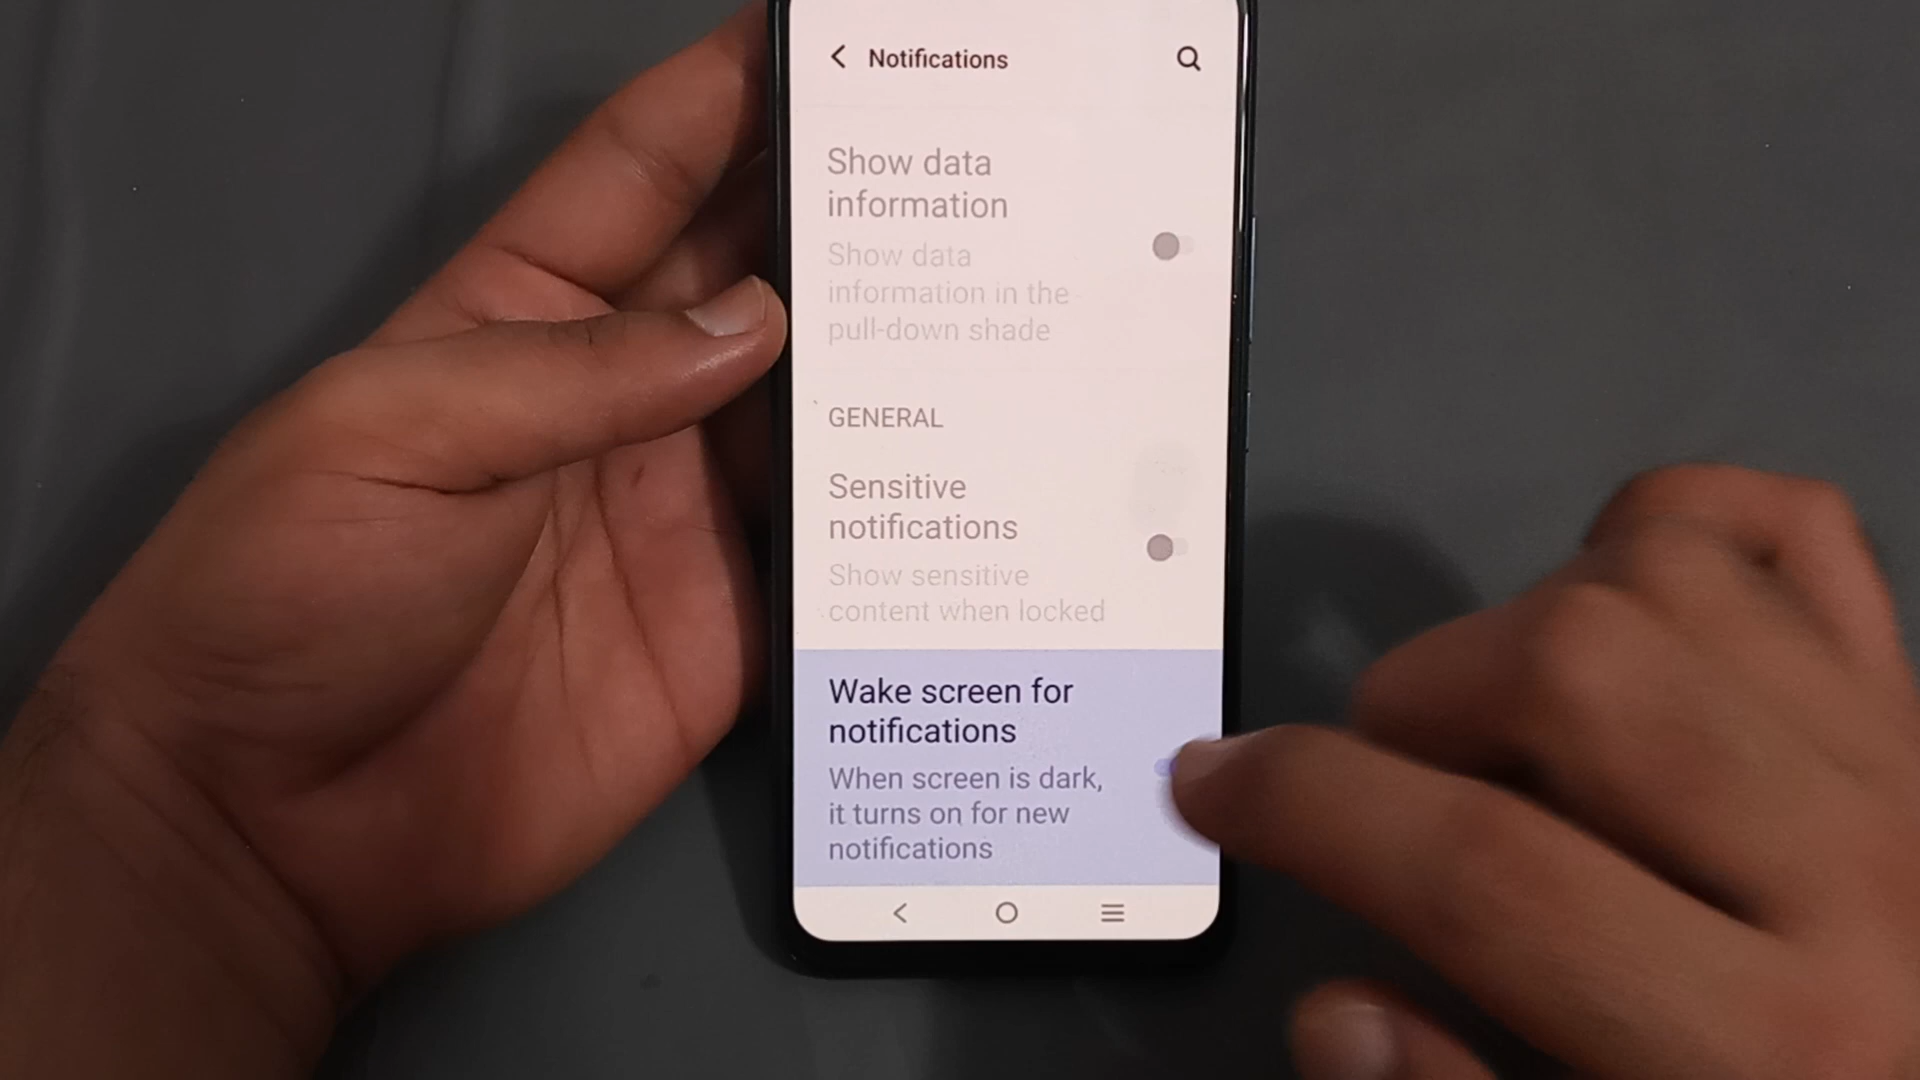 Notifications
Show data
information
Show data
information in the
pull-down shade
GENERAL
Sensitive
notifications
Show sensitive
content when locked
Wake screen for
notifications
When screen is dark,
it turns on for new
notifications